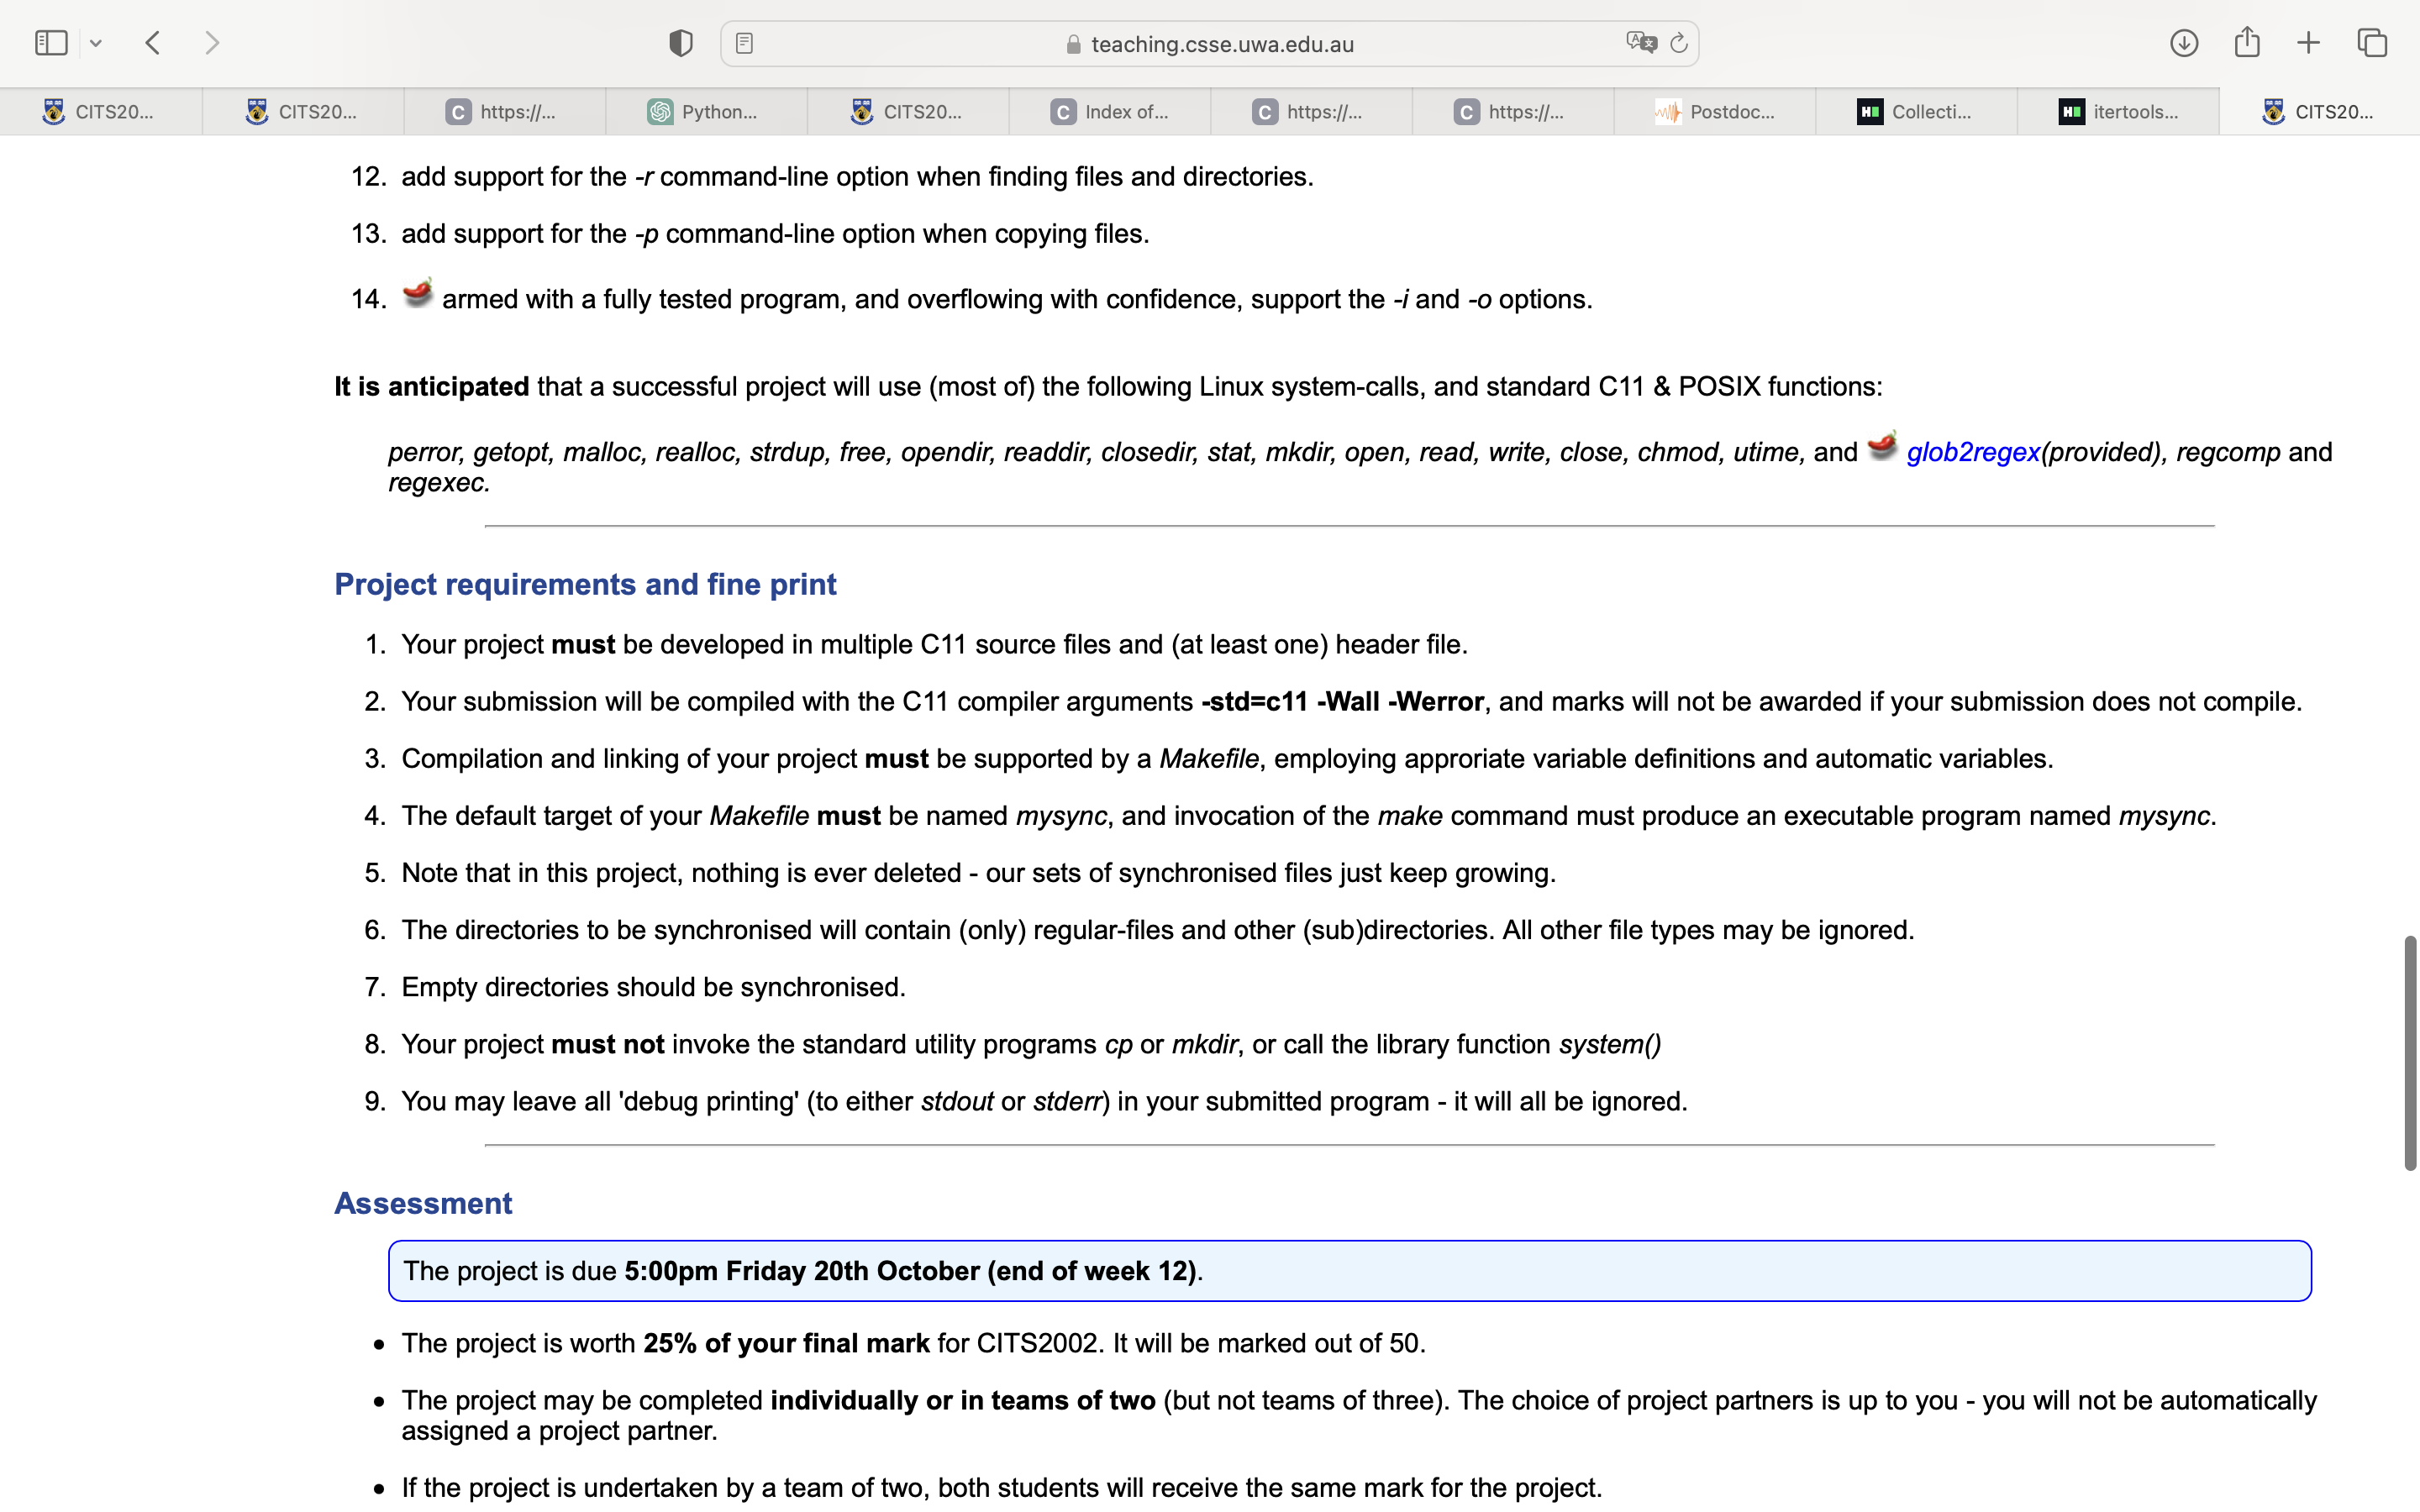 teaching.csse.uwa.edu.au
CITS20... CITS20... C https://... Python... CITS20... C Index of... C https://... C https://... Postdoc... H Collecti... H itertools... CITS20...
12. add support for the -r command-line option when finding files and directories.
13. add support for the -p command-line option when copying files.
14. armed with a fully tested program, and overflowing with confidence, support the -i and -o options.
It is anticipated that a successful project will use (most of) the following Linux system-calls, and standard C11 & POSIX functions:
perror, getopt, malloc, realloc, strdup, free, opendir, readdir, closedir, stat, mkdir, open, read, write, close, chmod, utime, and glob2regex(provided), regcomp and
regexec.
Project requirements and fine print
1. Your project must be developed in multiple C11 source files and (at least one) header file.
2. Your submission will be compiled with the C11 compiler arguments -std=c11 -Wall -Werror, and marks will not be awarded if your submission does not compile.
3. Compilation and linking of your project must be supported by a Makefile, employing approriate variable definitions and automatic variables.
4. The default target of your Makefile must be named mysync, and invocation of the make command must produce an executable program named mysync.
5. Note that in this project, nothing is ever deleted - our sets of synchronised files just keep growing.
6. The directories to be synchronised will contain (only) regular-files and other (sub)directories. All other file types may be ignored.
7. Empty directories should be synchronised.
8. Your project must not invoke the standard utility programs cp or mkdir, or call the library function system()
9. You may leave all 'debug printing' (to either stdout or stderr) in your submitted program - it will all be ignored.
Assessment
The project is due 5:00pm Friday 20th October (end of week 12).
• The project is worth 25% of your final mark for CITS2002. It will be marked out of 50.
• The project may be completed individually or in teams of two (but not teams of three). The choice of project partners is up to you - you will not be automatically
assigned a project partner.
• If the project is undertaken by a team of two, both students will receive the same mark for the project.